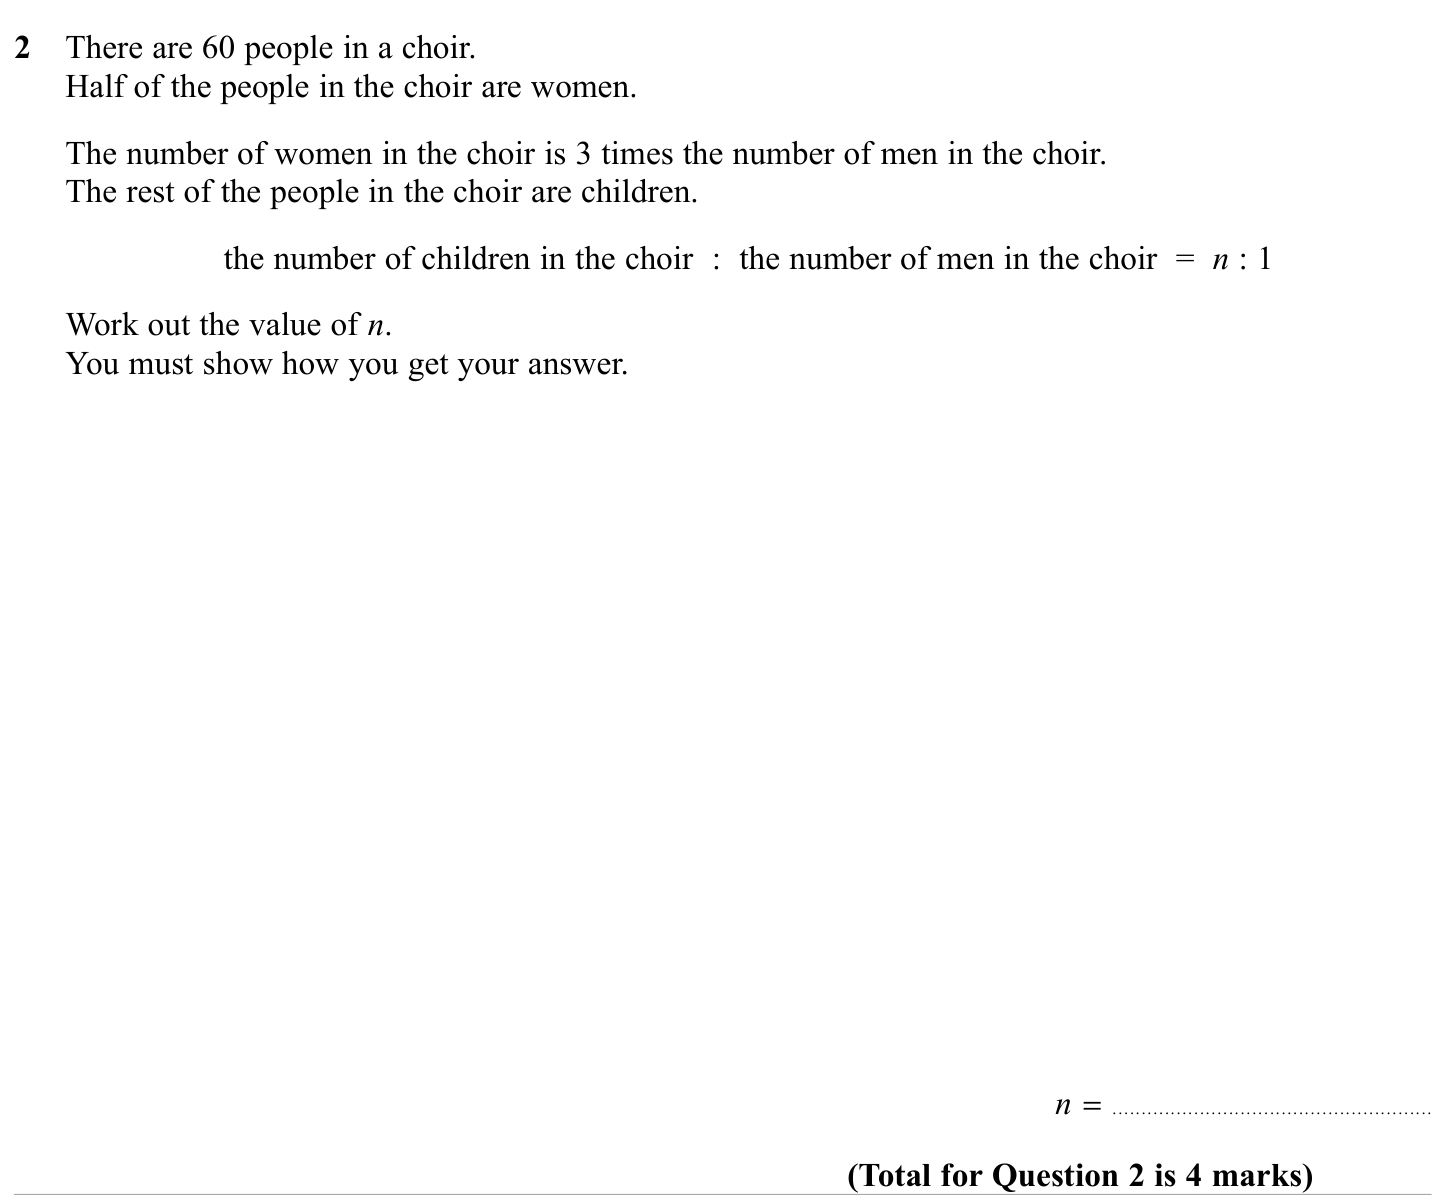 2 There are 60 people in a choir.
Half of the people in the choir are women.
The number of women in the choir is 3 times the number of men in the choir.
The rest of the people in the choir are children.
the number of children in the choir : the number of men in the choir = n : 1
Work out the value of n.
You must show how you get your answer.
n = .......................................................
(Total for Question 2 is 4 marks)